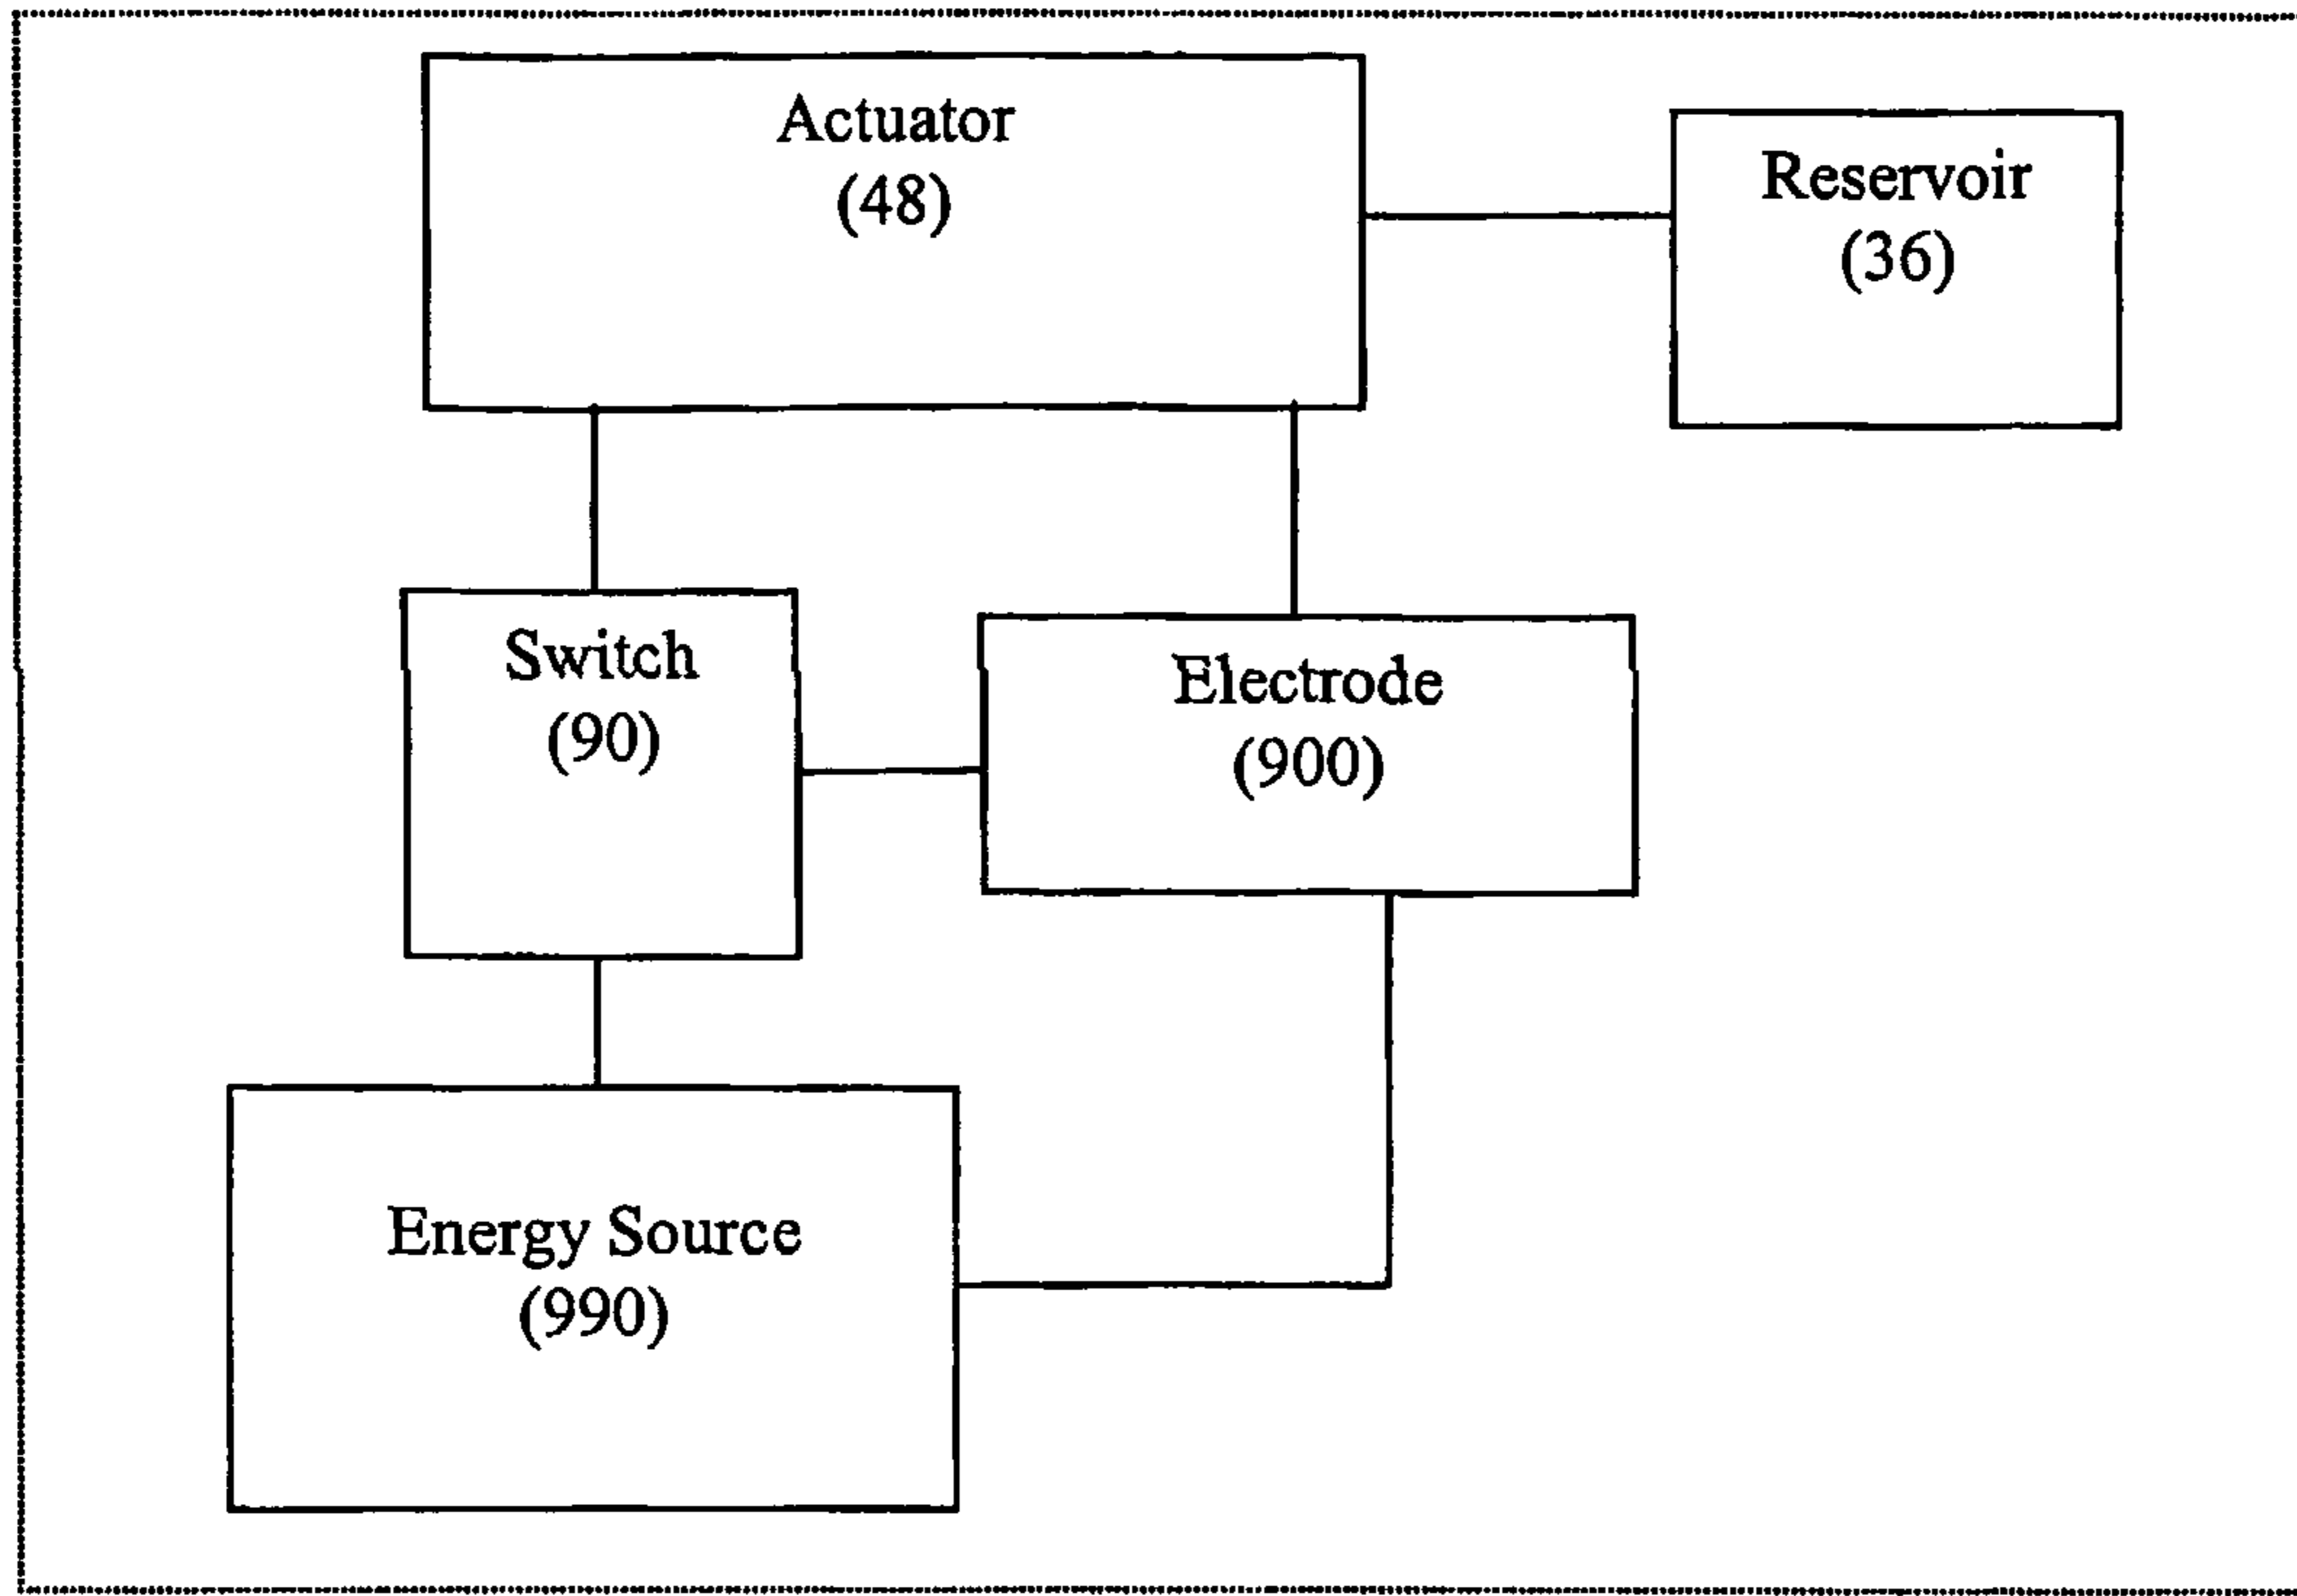 Actuator
(48)
Reservoir
(36)
Switch
(90)
Electrode
(900)
Energy Source
(990)